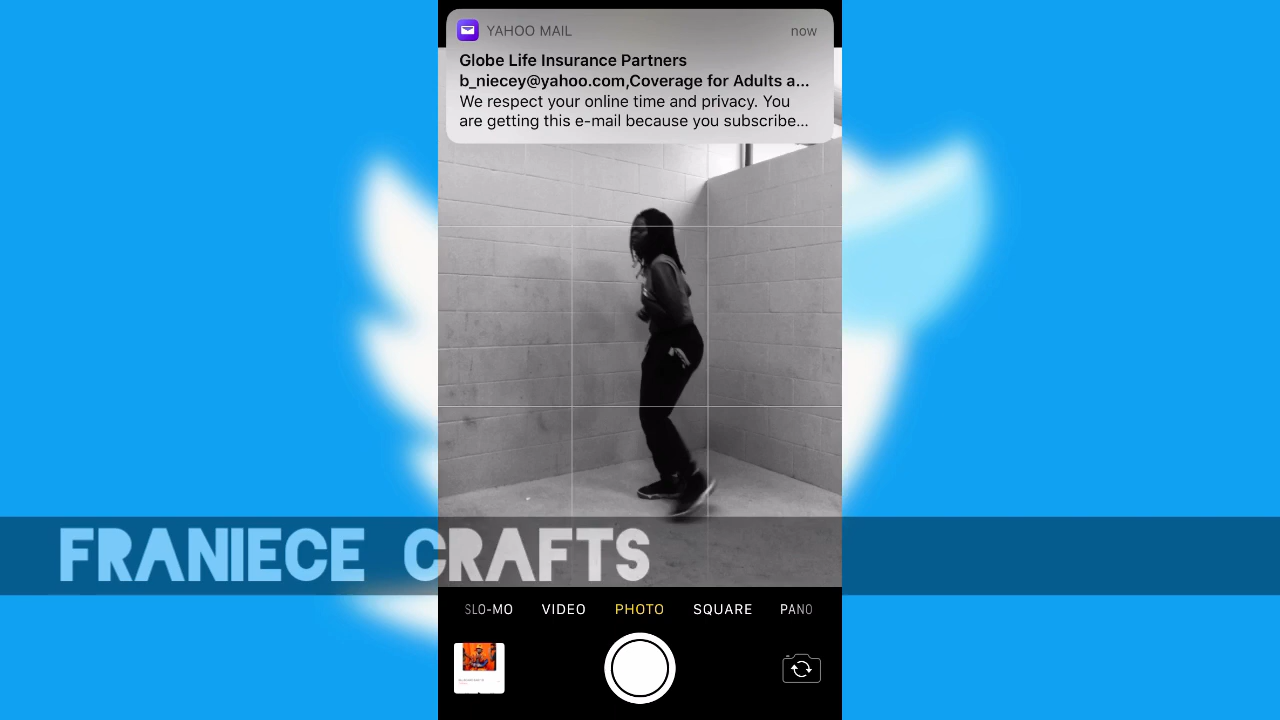 YAHOO MAIL now
Globe Life Insurance Partners
b_niecey@yahoo.com,Coverage for Adults a...
We respect your online time and privacy. You
are getting this e-mail because you subscribe...
FRANIECE CRAFTS
SLO-MO VIDEO PHOTO SQUARE PANO